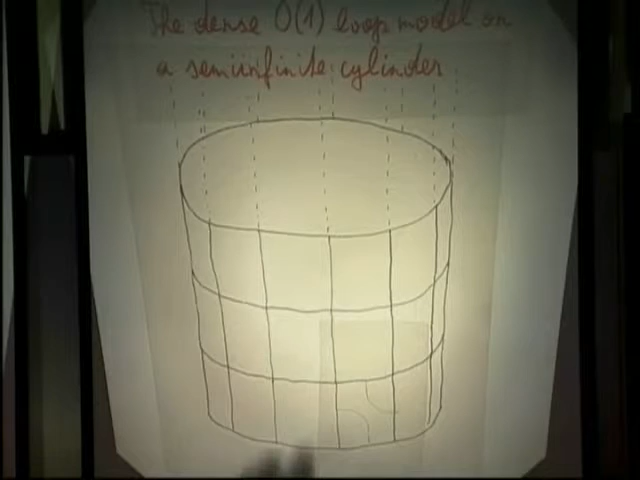 The dense O(1) loop model on
a semiinfinite cylinder